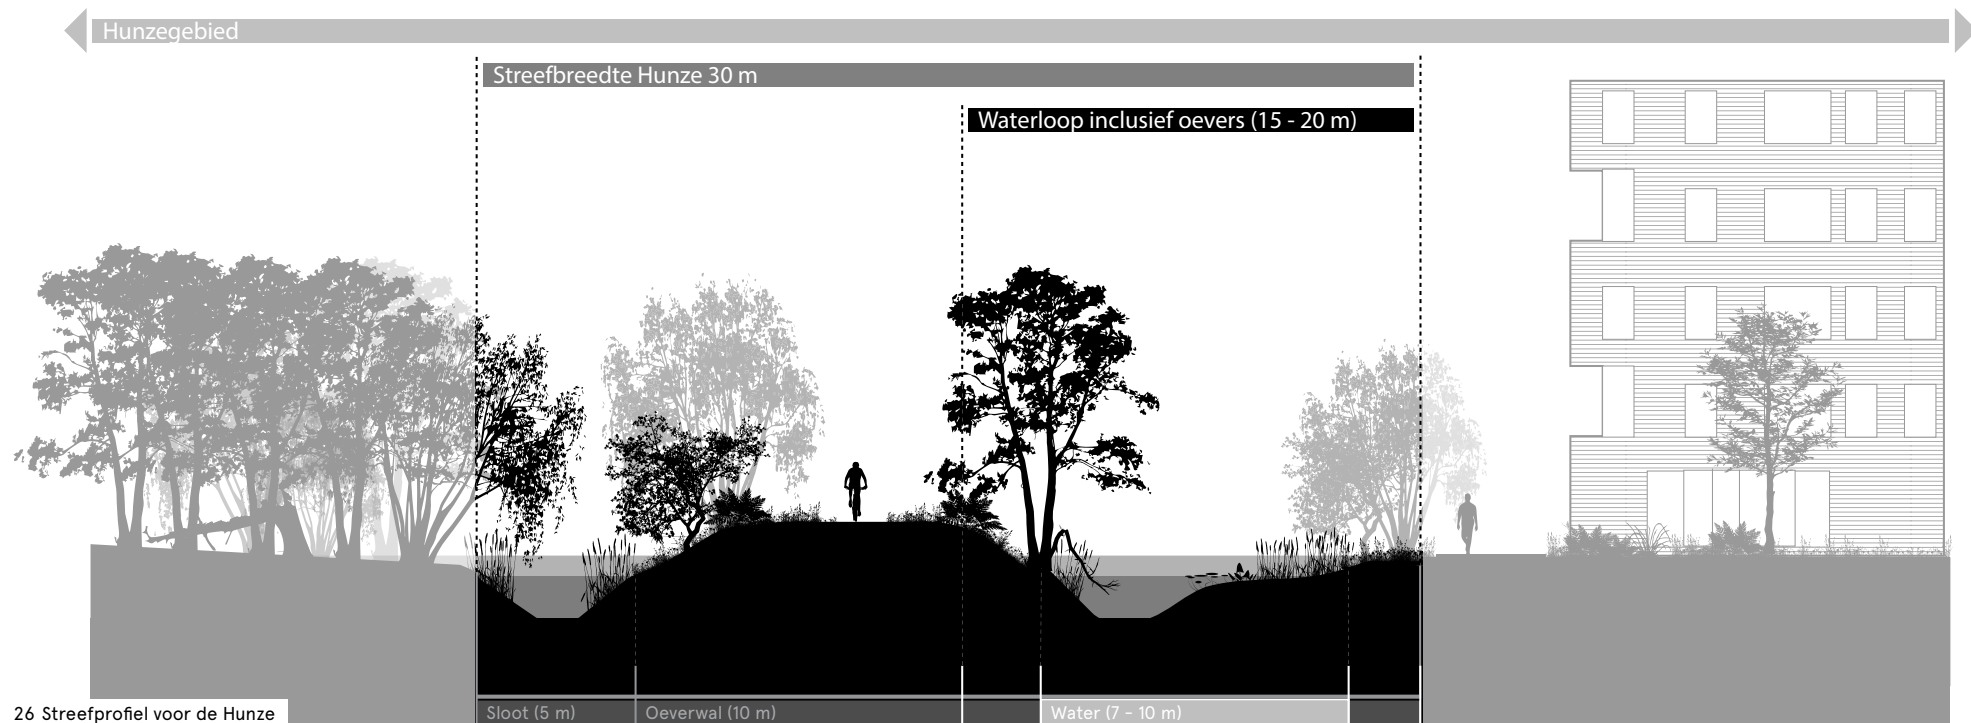 Hunzegebied
Streefbreedte Hunze 30 m
Waterloop inclusief oevers (15 - 20 m)
Sloot (5 m)
Oeverwal (10 m)
Water (7 - 10 m)
26 Streefprofiel voor de Hunze